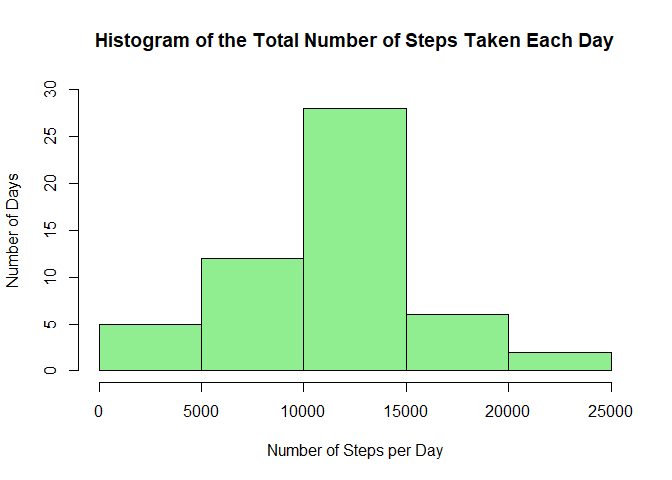 Histogram of the Total Number of Steps Taken Each Day
Number of Days
30
25
20
15
10
5
0
0 5000 10000 15000 20000 25000
Number of Steps per Day